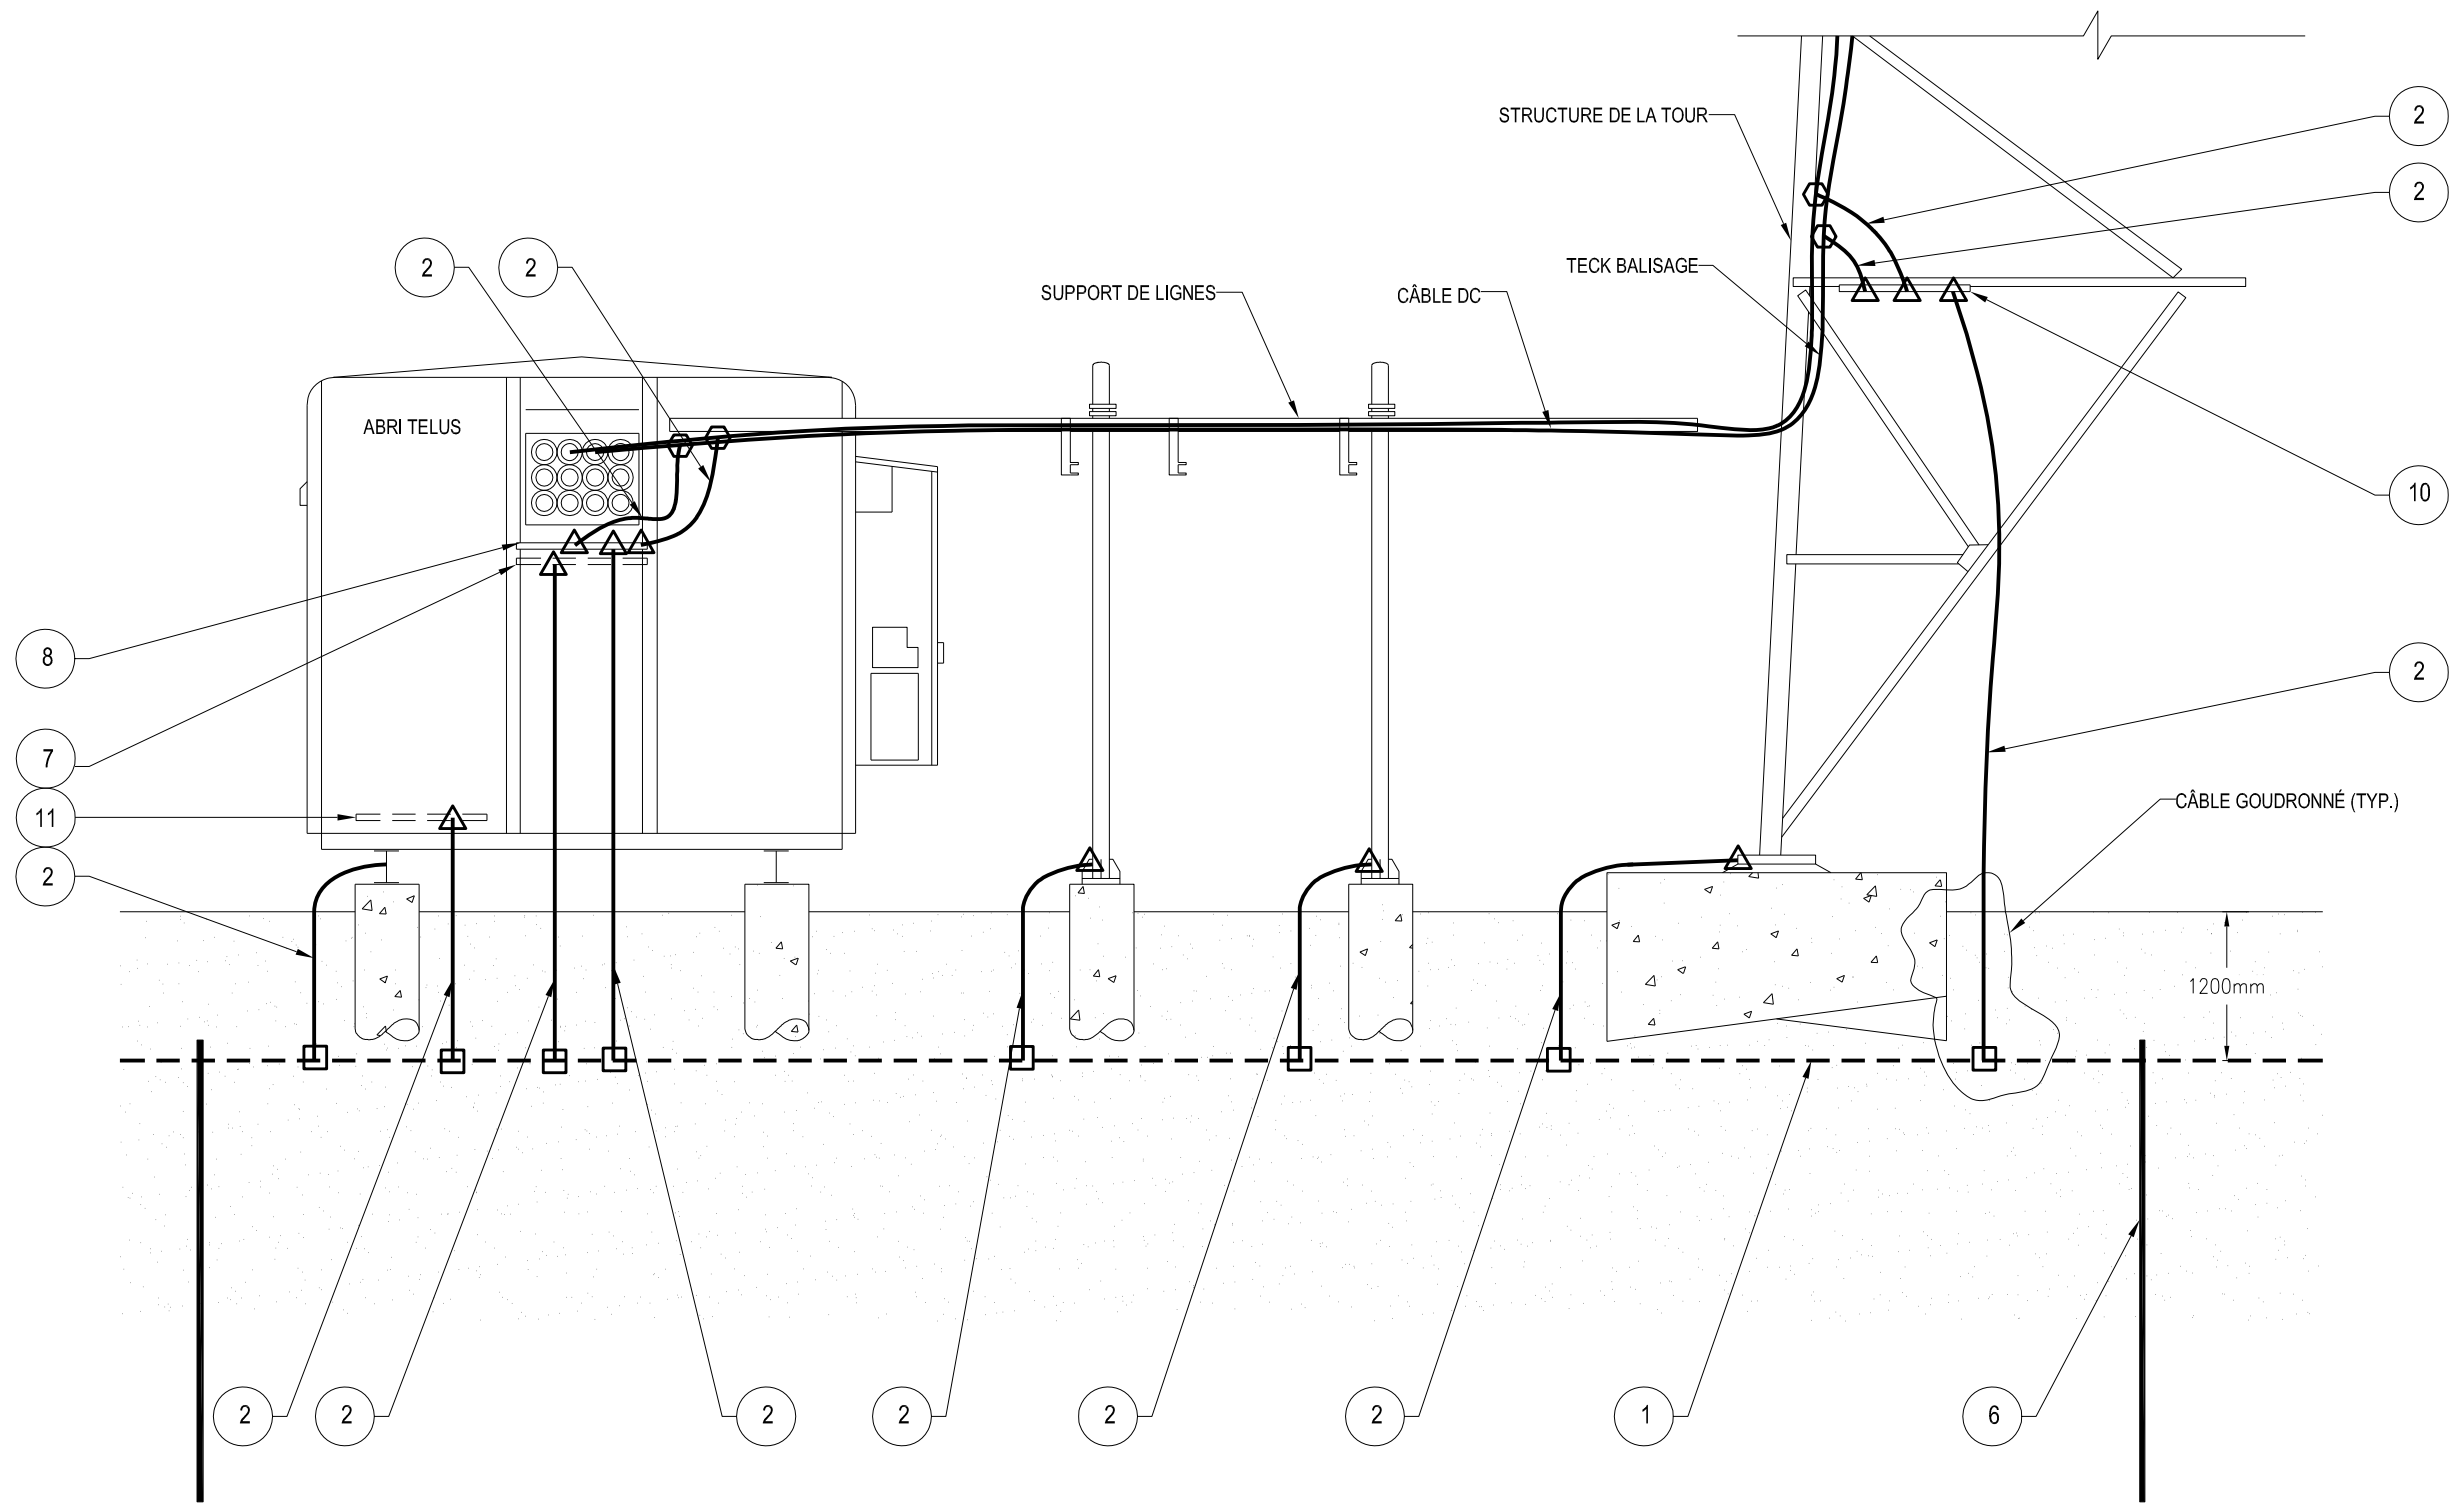 STRUCTURE DE LA TOUR
2
2
2
2
TECK BALISAGE
SUPPORT DE LIGNES
CÂBLE DC
ABRI TELUS
10
8
2
7
CÂBLE GOUDRONNÉ (TYP.)
11
2
1200mm
2
2
2
2
2
2
1
6